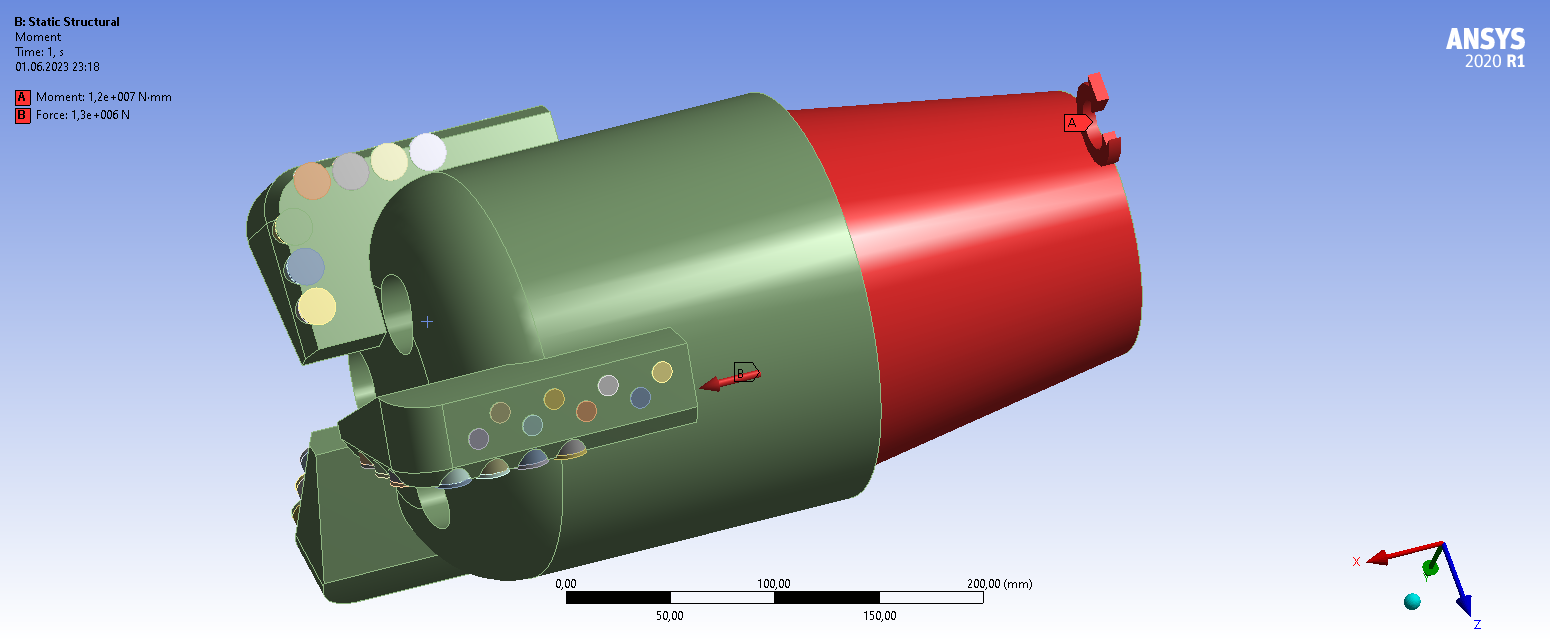 B: Static Structural
Moment
Time: 1, s
01.06.2023 23:18
A Moment: 1,2e+007 N·mm
B Force: 1,3e+006 N
ANSYS
2020 R1
A
B
0,00 100,00 200,00 (mm)
50,00 150,00
X
Y
Z